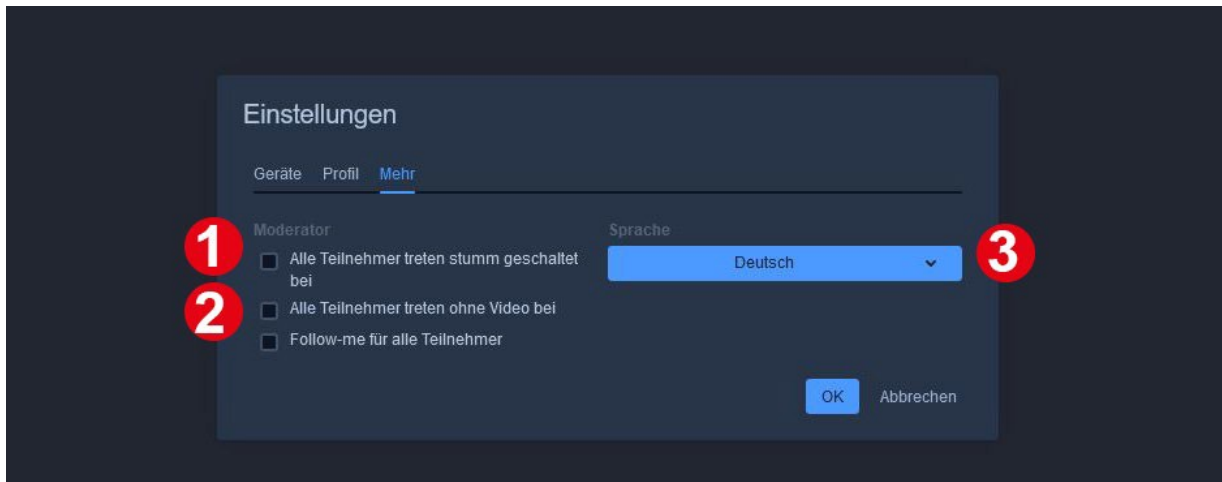 Einstellungen
Geräte Profil Mehr
Moderator
1
Alle Teilnehmer treten stumm geschaltet
bei
2
Alle Teilnehmer treten ohne Video bei
Follow-me für alle Teilnehmer
Sprache
Deutsch
3
OK Abbrechen